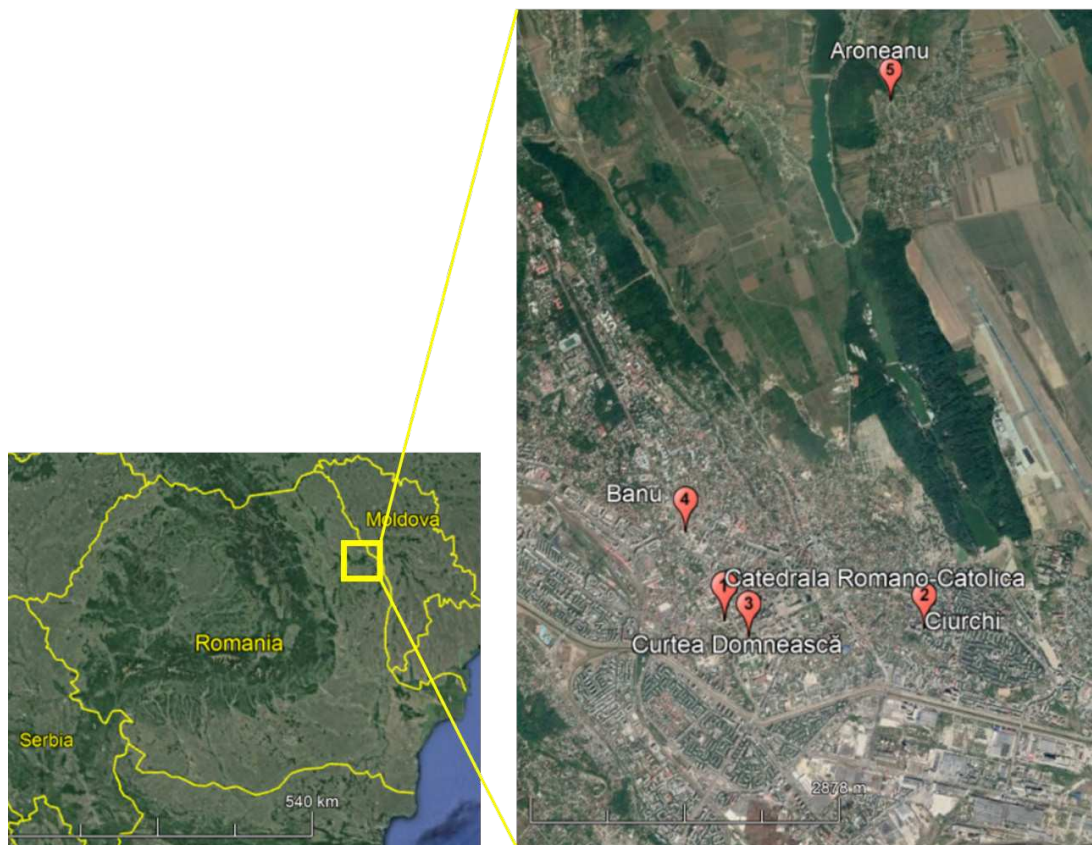 Aroneanu
5
Banu
4
Catedrala Romano-Catolica
1
2
3
Ciurchi
Curtea Domnească
2878 m
Moldova
Romania
Serbia
540 km